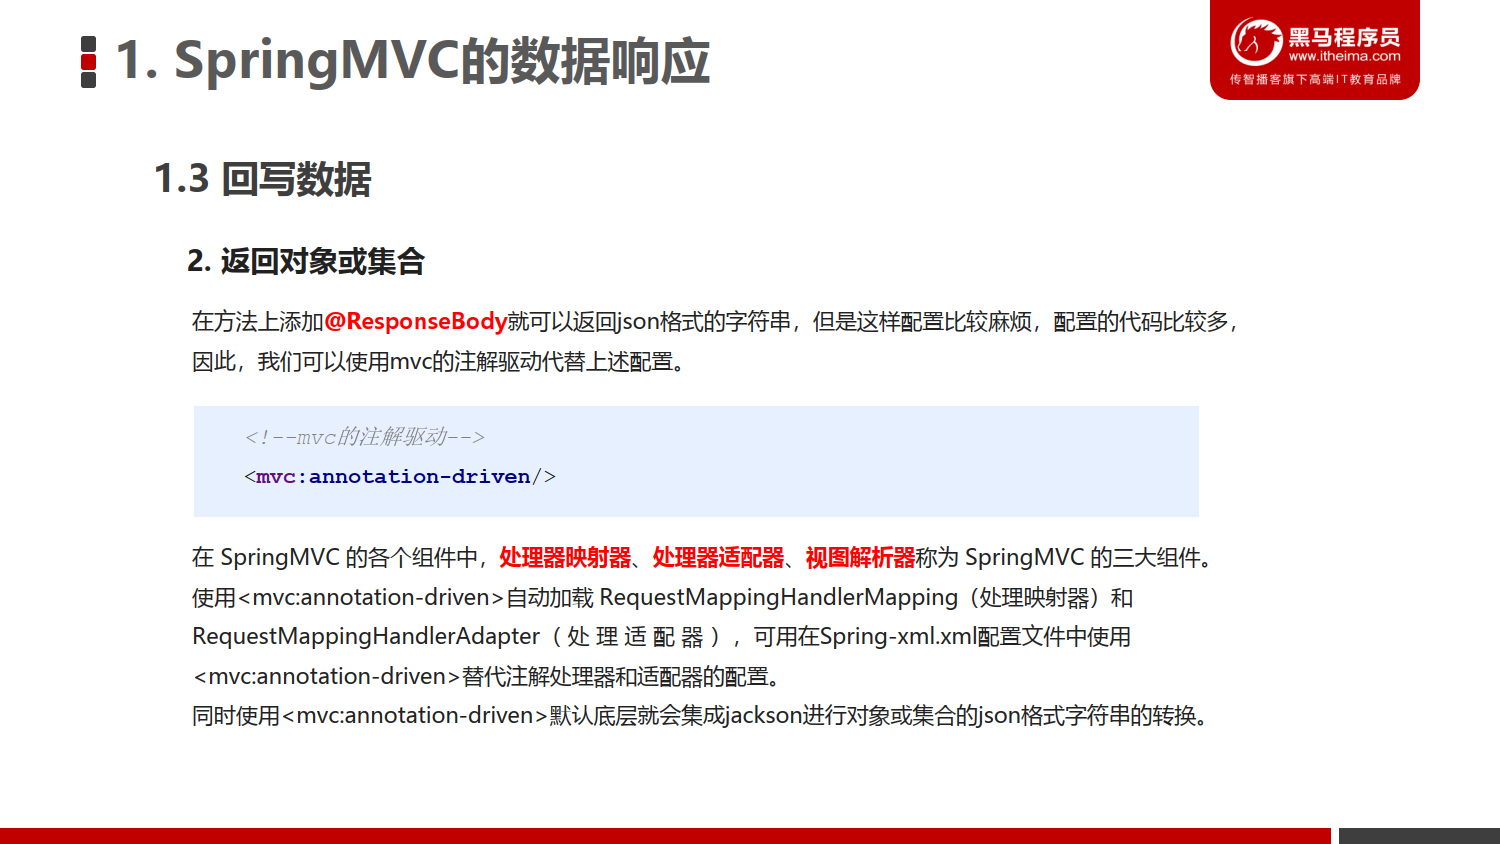 1. SpringMVC的数据响应
黑马程序员
www.itheima.com
传智播客旗下高端IT教育品牌
1.3 回写数据
2. 返回对象或集合
在方法上添加@ResponseBody就可以返回json格式的字符串，但是这样配置比较麻烦，配置的代码比较多，
因此，我们可以使用mvc的注解驱动代替上述配置。
<!--mvc的注解驱动-->
<mvc:annotation-driven/>
在 SpringMVC 的各个组件中，处理器映射器、处理器适配器、视图解析器称为 SpringMVC 的三大组件。
使用<mvc:annotation-driven>自动加载 RequestMappingHandlerMapping（处理映射器）和
RequestMappingHandlerAdapter（ 处 理 适 配 器 ），可用在Spring-xml.xml配置文件中使用
<mvc:annotation-driven>替代注解处理器和适配器的配置。
同时使用<mvc:annotation-driven>默认底层就会集成jackson进行对象或集合的json格式字符串的转换。